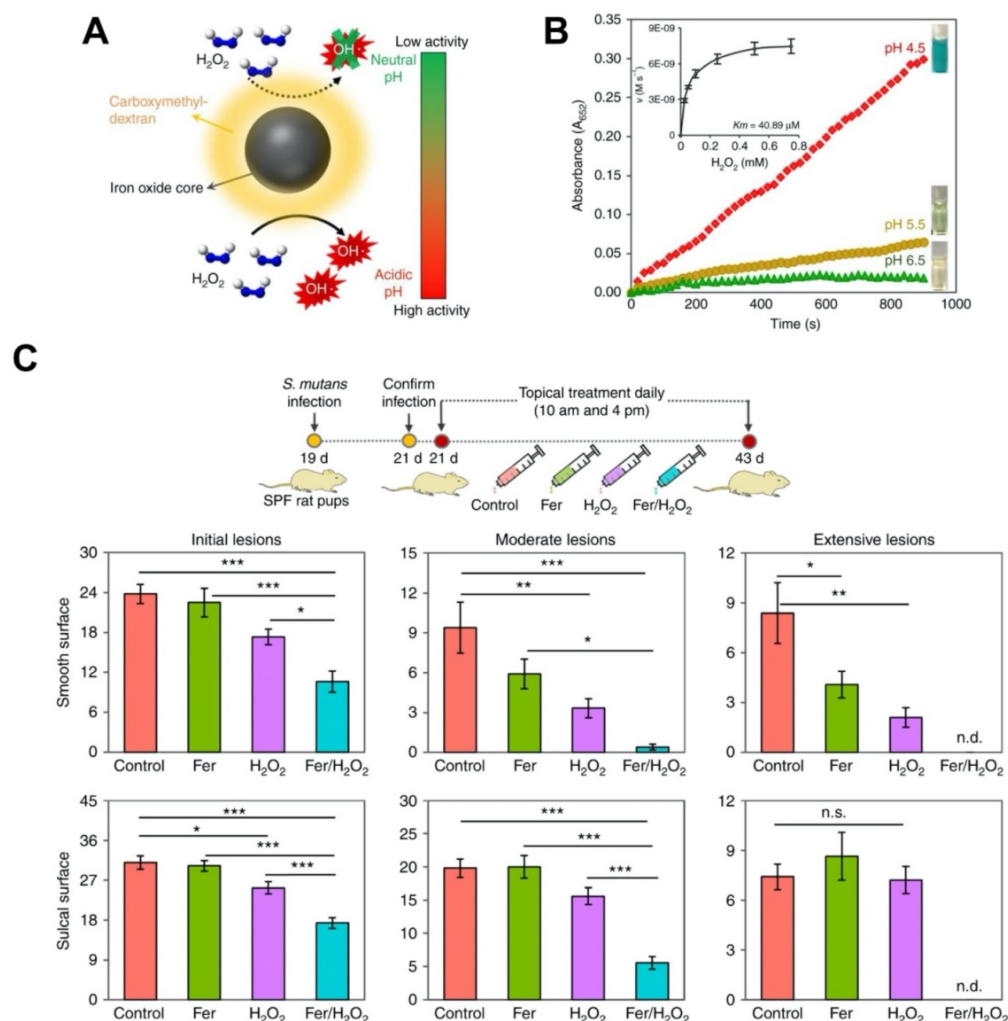 A
H₂O₂
OH·
Low activity
Neutral
pH
Carboxymethyl-
dextran
Iron oxide core
H₂O₂
OH·
OH·
Acidic
pH
High activity
B
Absorbance (A₆₅₂)
0.35
0.30
0.25
0.20
0.15
0.10
0.05
0.00
0
200
400
600
800
1000
Time (s)
v (M s⁻¹)
9E-09
6E-09
3E-09
0
0.25
0.5
0.75
H₂O₂ (mM)
Km = 40.89 µM
pH 4.5
pH 5.5
pH 6.5
C
S. mutans
infection
Confirm
infection
Topical treatment daily
(10 am and 4 pm)
19 d
21 d
21 d
43 d
SPF rat pups
Control
Fer
H₂O₂
Fer/H₂O₂
Initial lesions
Moderate lesions
Extensive lesions
Smooth surface
30
24
18
12
6
0
***
***
*
Control
Fer
H₂O₂
Fer/H₂O₂
15
12
9
6
3
0
***
**
*
Control
Fer
H₂O₂
Fer/H₂O₂
12
9
6
3
0
*
**
n.d.
Control
Fer
H₂O₂
Fer/H₂O₂
Sulcal surface
45
36
27
18
9
0
***
*
***
***
Control
Fer
H₂O₂
Fer/H₂O₂
30
25
20
15
10
5
0
***
***
***
Control
Fer
H₂O₂
Fer/H₂O₂
12
9
6
3
0
n.s.
n.d.
Control
Fer
H₂O₂
Fer/H₂O₂